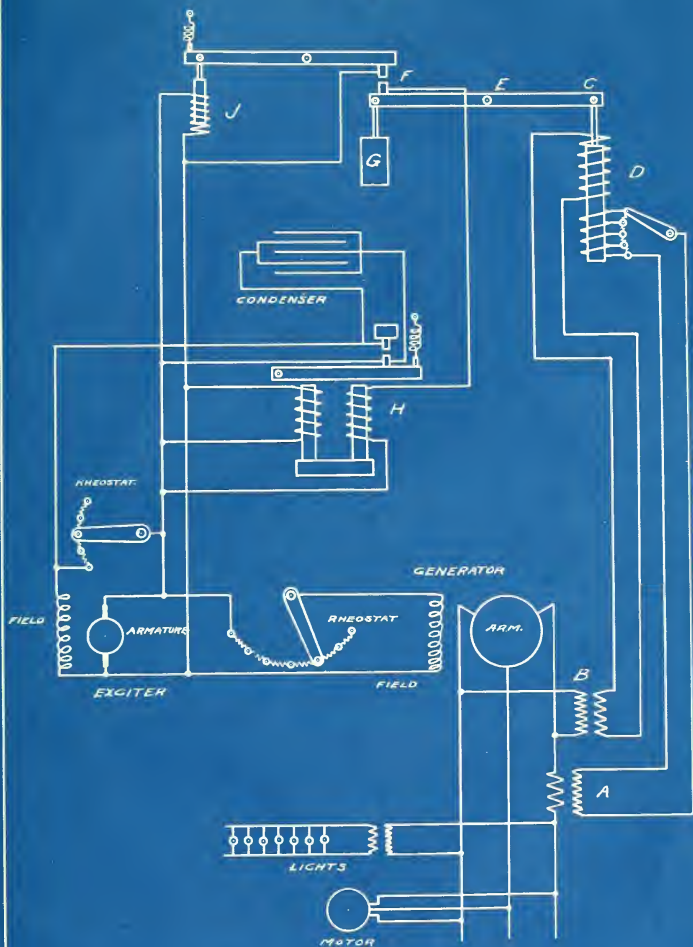 F
E
C
J
G
D
CONDENSER
H
RHEOSTAT.
GENERATOR
FIELD
ARMATURE
RHEOSTAT
ARM.
EXCITER
FIELD
B
A
LIGHTS
MOTOR